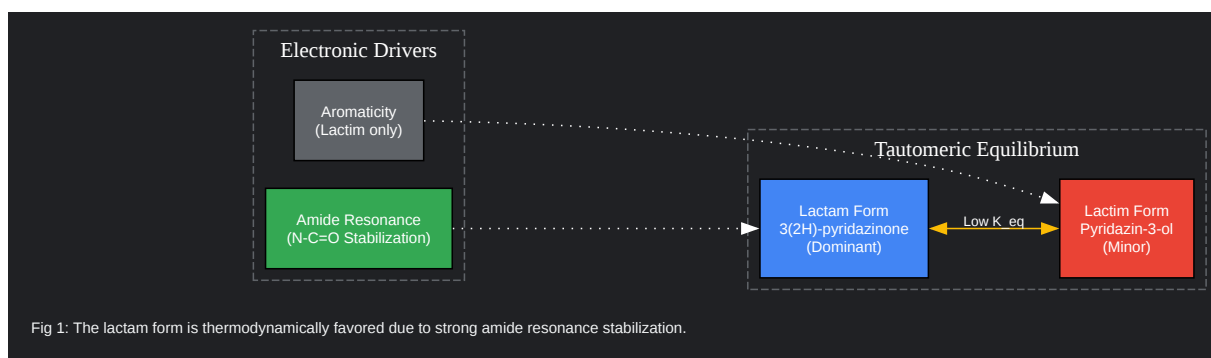 Electronic Drivers
Aromaticity
(Lactim only)
Amide Resonance
(N-C=O Stabilization)
Tautomeric Equilibrium
Lactam Form
3(2H)-pyridazinone
(Dominant)
Low K_eq
Lactim Form
Pyridazin-3-ol
(Minor)
Fig 1: The lactam form is thermodynamically favored due to strong amide resonance stabilization.